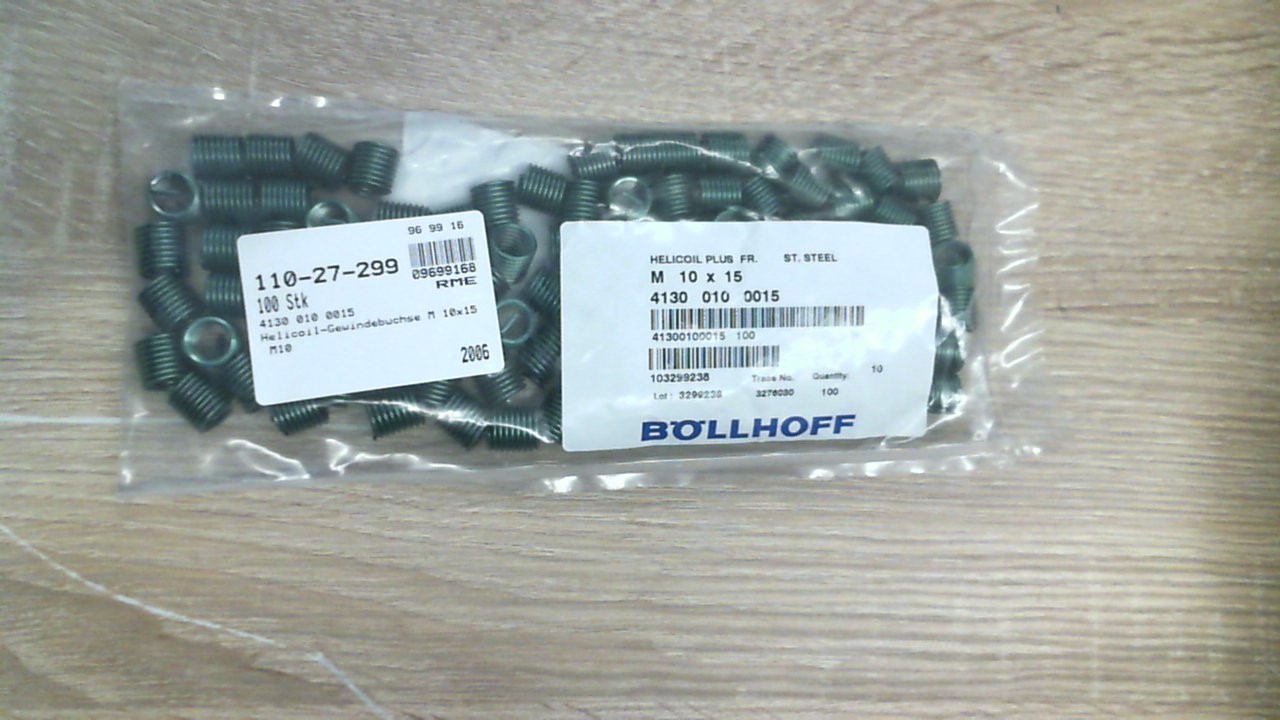 96 99 16
110-27-299
09699168
RME
100 Stk
4130 010 0015
Helicoil-Gewindebuchse M 10x15
M10
2006
HELICOIL PLUS FR. ST. STEEL
M 10 x 15
4130 010 0015
41300100015 100
103299238 Trace No. Quantity: 10
Lot: 3299238 3276030 100
BÖLLHOFF